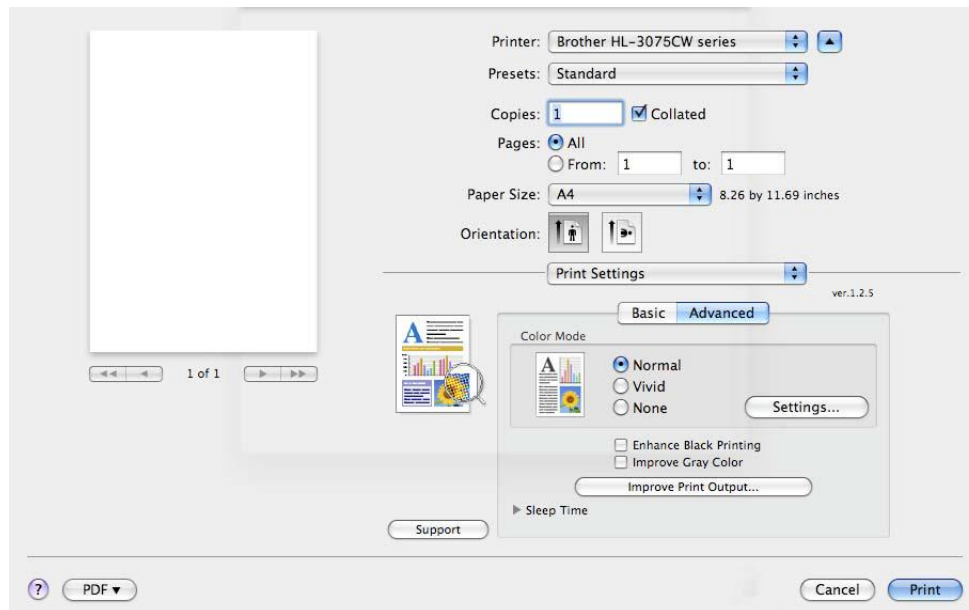 Printer: Brother HL-3075CW series
Presets: Standard
Copies: 1 Collated
Pages: All
From: 1 to: 1
Paper Size: A4 8.26 by 11.69 inches
Orientation:
Print Settings
ver.1.2.5
Basic Advanced
Color Mode
Normal
Vivid
None
Settings...
Enhance Black Printing
Improve Gray Color
Improve Print Output...
Sleep Time
Support
1 of 1
? PDF ▼ Cancel Print